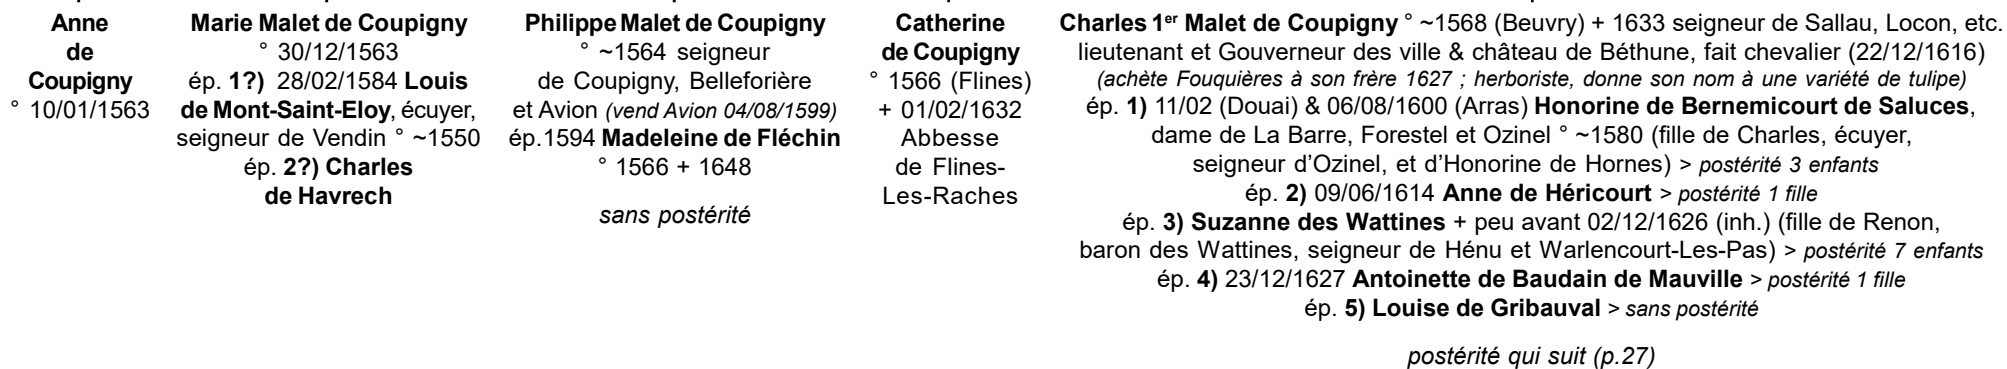 Anne
de
Coupigny
° 10/01/1563
Marie Malet de Coupigny
° 30/12/1563
ép. 1?) 28/02/1584 Louis
de Mont-Saint-Eloy, écuyer,
seigneur de Vendin ° ~1550
ép. 2?) Charles
de Havrech
Philippe Malet de Coupigny
° ~1564 seigneur
de Coupigny, Belleforière
et Avion (vend Avion 04/08/1599)
ép.1594 Madeleine de Fléchin
° 1566 + 1648
sans postérité
Catherine
de Coupigny
° 1566 (Flines)
+ 01/02/1632
Abbesse
de Flines-
Les-Raches
Charles 1er Malet de Coupigny ° ~1568 (Beuvry) + 1633 seigneur de Sallau, Locon, etc.
lieutenant et Gouverneur des ville & château de Béthune, fait chevalier (22/12/1616)
(achète Fouquières à son frère 1627 ; herboriste, donne son nom à une variété de tulipe)
ép. 1) 11/02 (Douai) & 06/08/1600 (Arras) Honorine de Bernemicourt de Saluces,
dame de La Barre, Forestel et Ozinel ° ~1580 (fille de Charles, écuyer,
seigneur d'Ozinel, et d'Honorine de Hornes) > postérité 3 enfants
ép. 2) 09/06/1614 Anne de Héricourt > postérité 1 fille
ép. 3) Suzanne des Wattines + peu avant 02/12/1626 (inh.) (fille de Renon,
baron des Wattines, seigneur de Hénu et Warlencourt-Les-Pas) > postérité 7 enfants
ép. 4) 23/12/1627 Antoinette de Baudain de Mauville > postérité 1 fille
ép. 5) Louise de Gribauval > sans postérité
postérité qui suit (p.27)